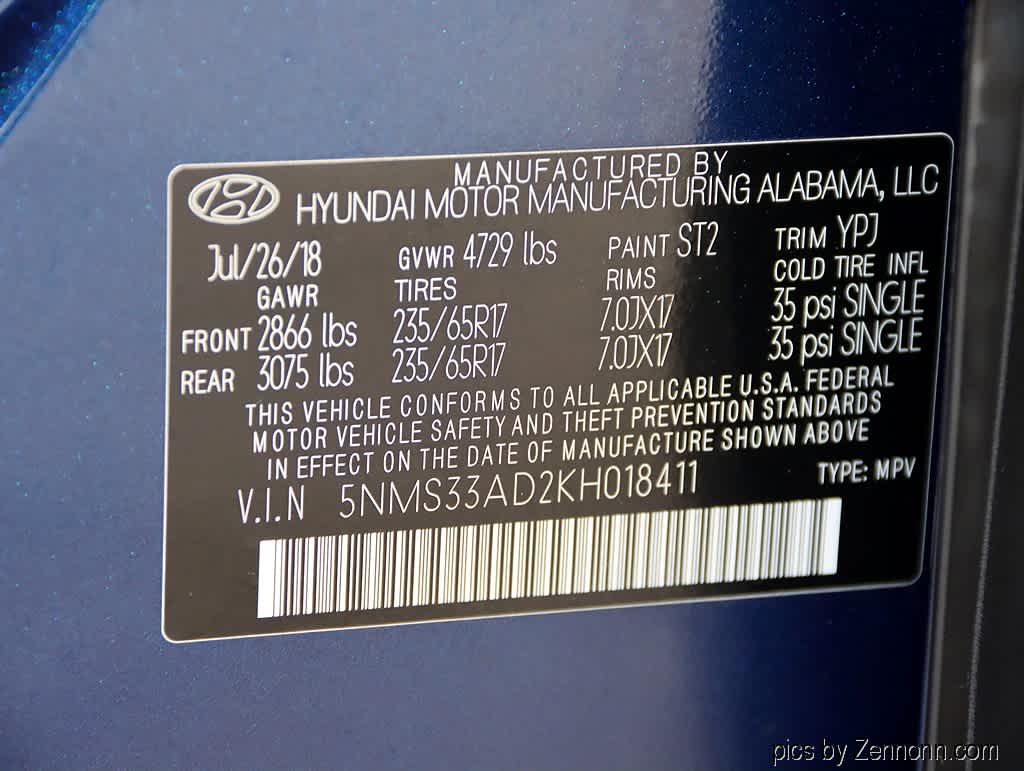 MANUFACTURED BY
HYUNDAI MOTOR MANUFACTURING ALABAMA, LLC
Jul/26/18 GVWR 4729 lbs PAINT ST2 TRIM YPJ
GAWR TIRES RIMS COLD TIRE INFL
FRONT 2866 lbs 235/65R17 7.0JX17 35 psi SINGLE
REAR 3075 lbs 235/65R17 7.0JX17 35 psi SINGLE
THIS VEHICLE CONFORMS TO ALL APPLICABLE U.S.A. FEDERAL
MOTOR VEHICLE SAFETY AND THEFT PREVENTION STANDARDS
IN EFFECT ON THE DATE OF MANUFACTURE SHOWN ABOVE
V.I.N 5NMS33AD2KH018411 TYPE: MPV
pics by Zennonn.com